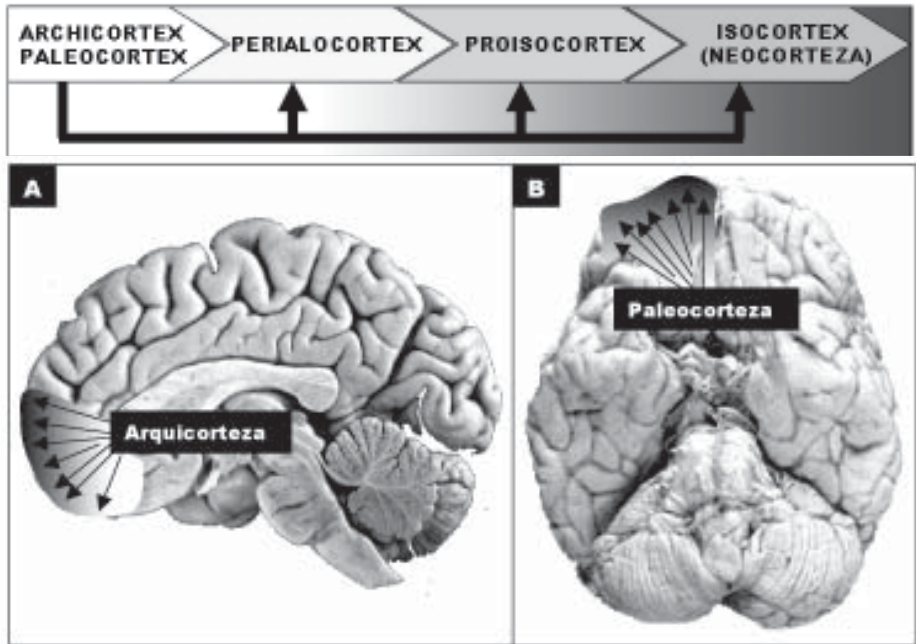 ARCHICORTEX
PALEOCORTEX
PERIALOCORTEX
PROISOCORTEX
ISOCORTEX
(NEOCORTEZA)
A
B
Arquicorteza
Paleocorteza